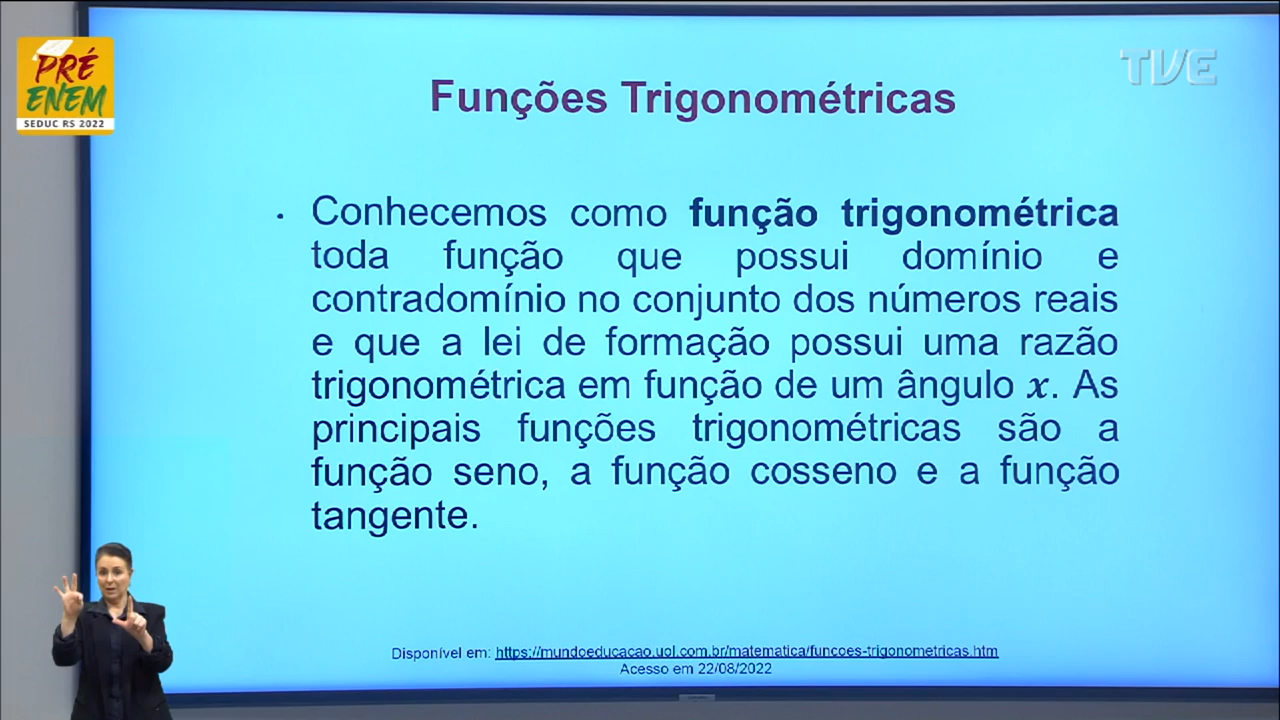 PRÉ
ENEM
SEDUC RS 2022
TVE
Funções Trigonométricas
• Conhecemos como função trigonométrica
toda função que possui domínio e
contradomínio no conjunto dos números reais
e que a lei de formação possui uma razão
trigonométrica em função de um ângulo x. As
principais funções trigonométricas são a
função seno, a função cosseno e a função
tangente.
Disponível em: https://mundoeducacao.uol.com.br/matematica/funcoes-trigonometricas.htm
Acesso em 22/08/2022